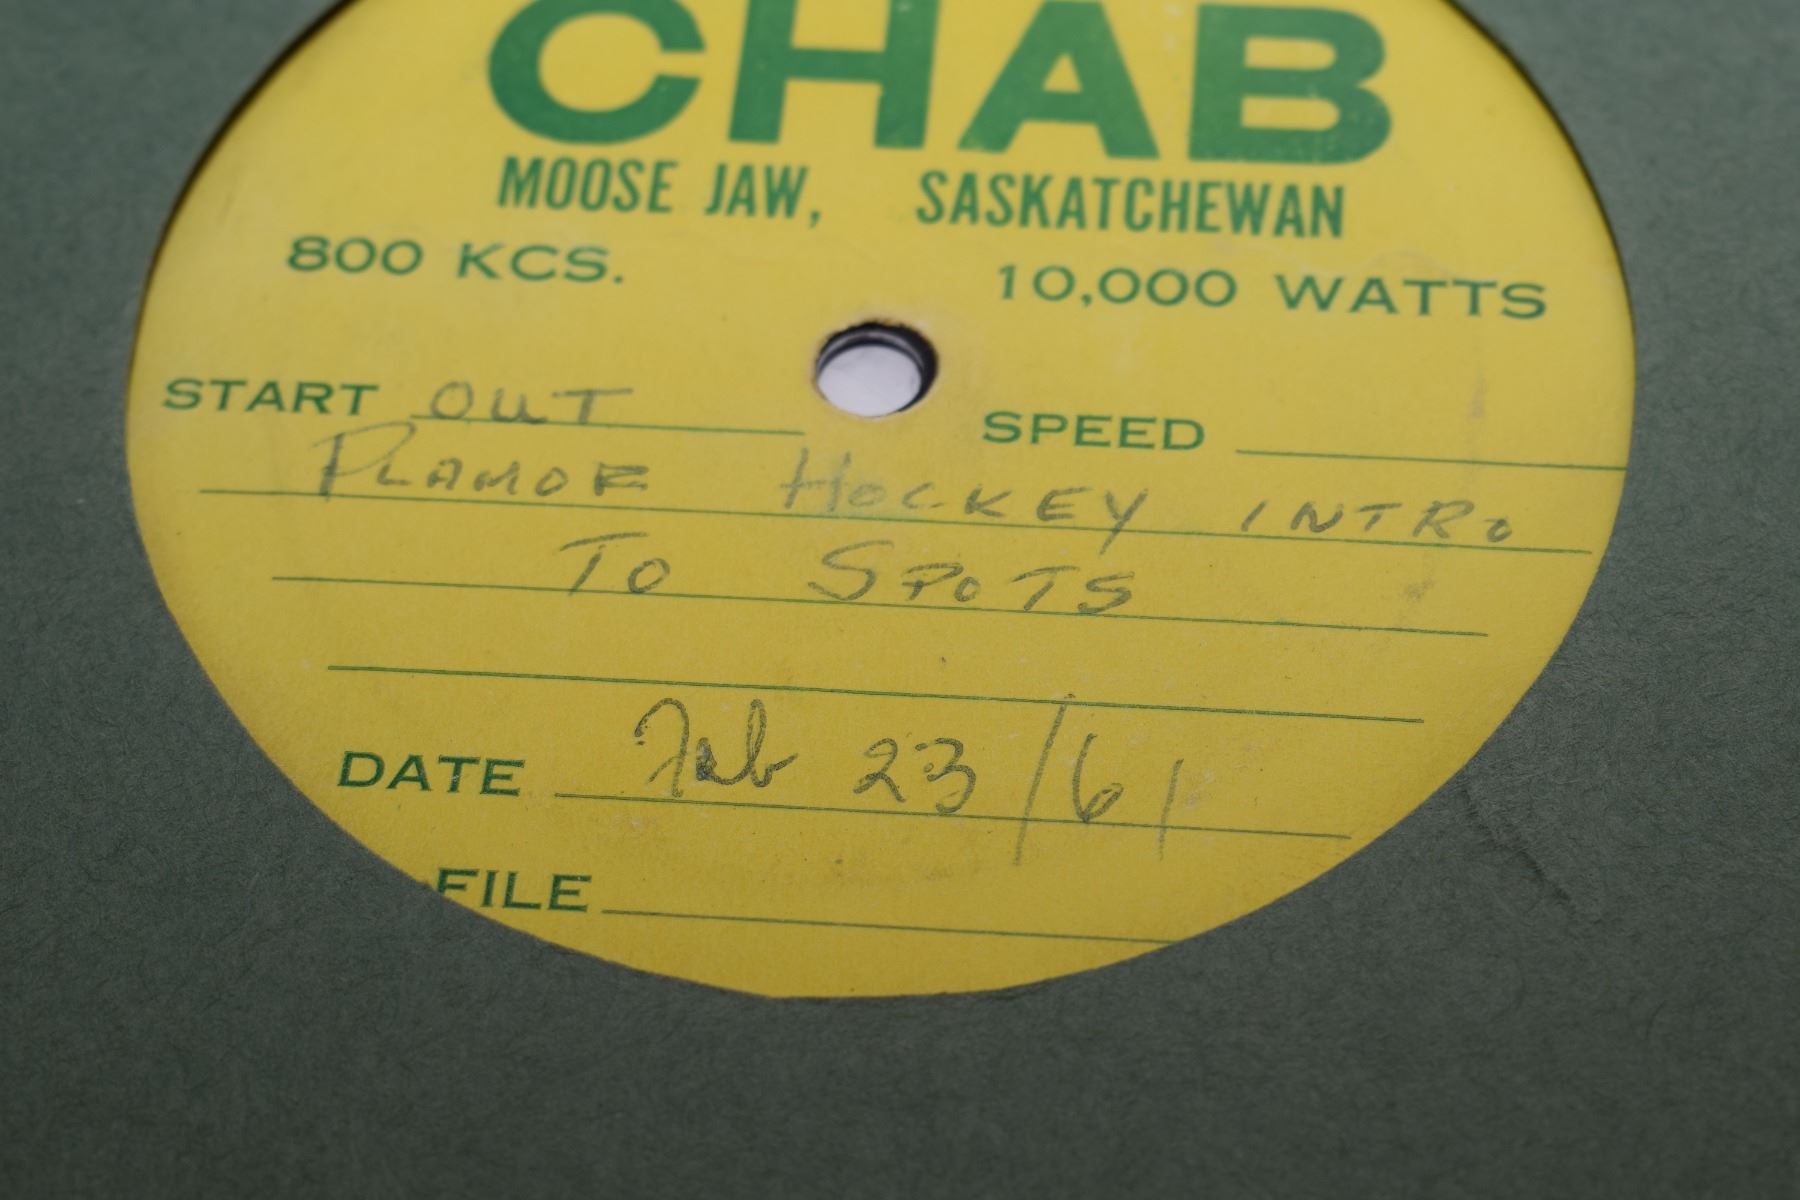 CHAB
MOOSE JAW, SASKATCHEWAN
800 KCS. 10,000 WATTS
START OUT SPEED
PLAMOR HOCKEY INTRO
TO SPOTS
DATE Feb 23/61
FILE